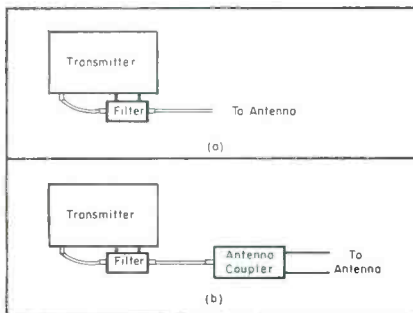 Transmitter
Filter
To Antenna
(a)
Transmitter
Filter
Antenna
Coupler
To
Antenna
(b)